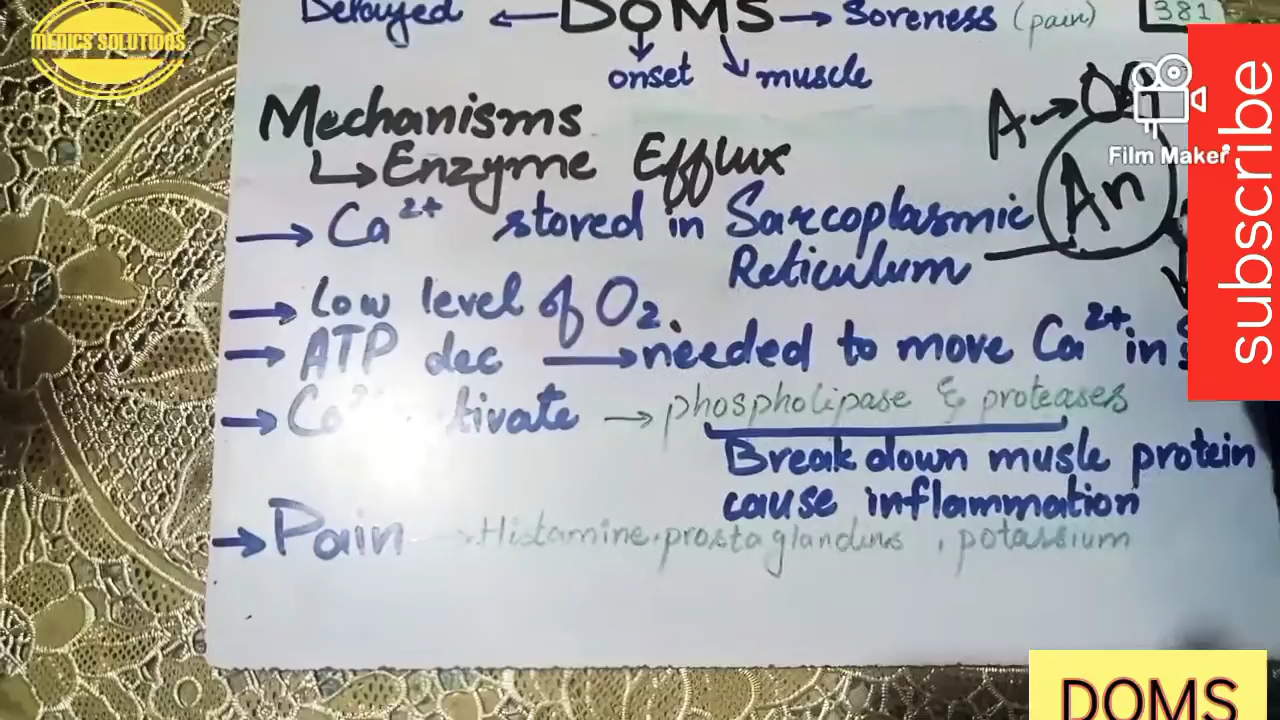 MEDICS SOLUTIONS
Delayed ← DOMS → Soreness (pain)
381
onset muscle
Mechanisms
↳ Enzyme Efflux
A →
An
Film Maker
subscribe
→ Ca²⁺ stored in Sarcoplasmic
Reticulum
→ Low level of O₂
→ ATP dec → needed to move Ca²⁺ in
→ → phospholipase & proteases
Break down musle protein
cause inflammation
→ Pain → Histamine, prostaglandins, potassium
DOMS